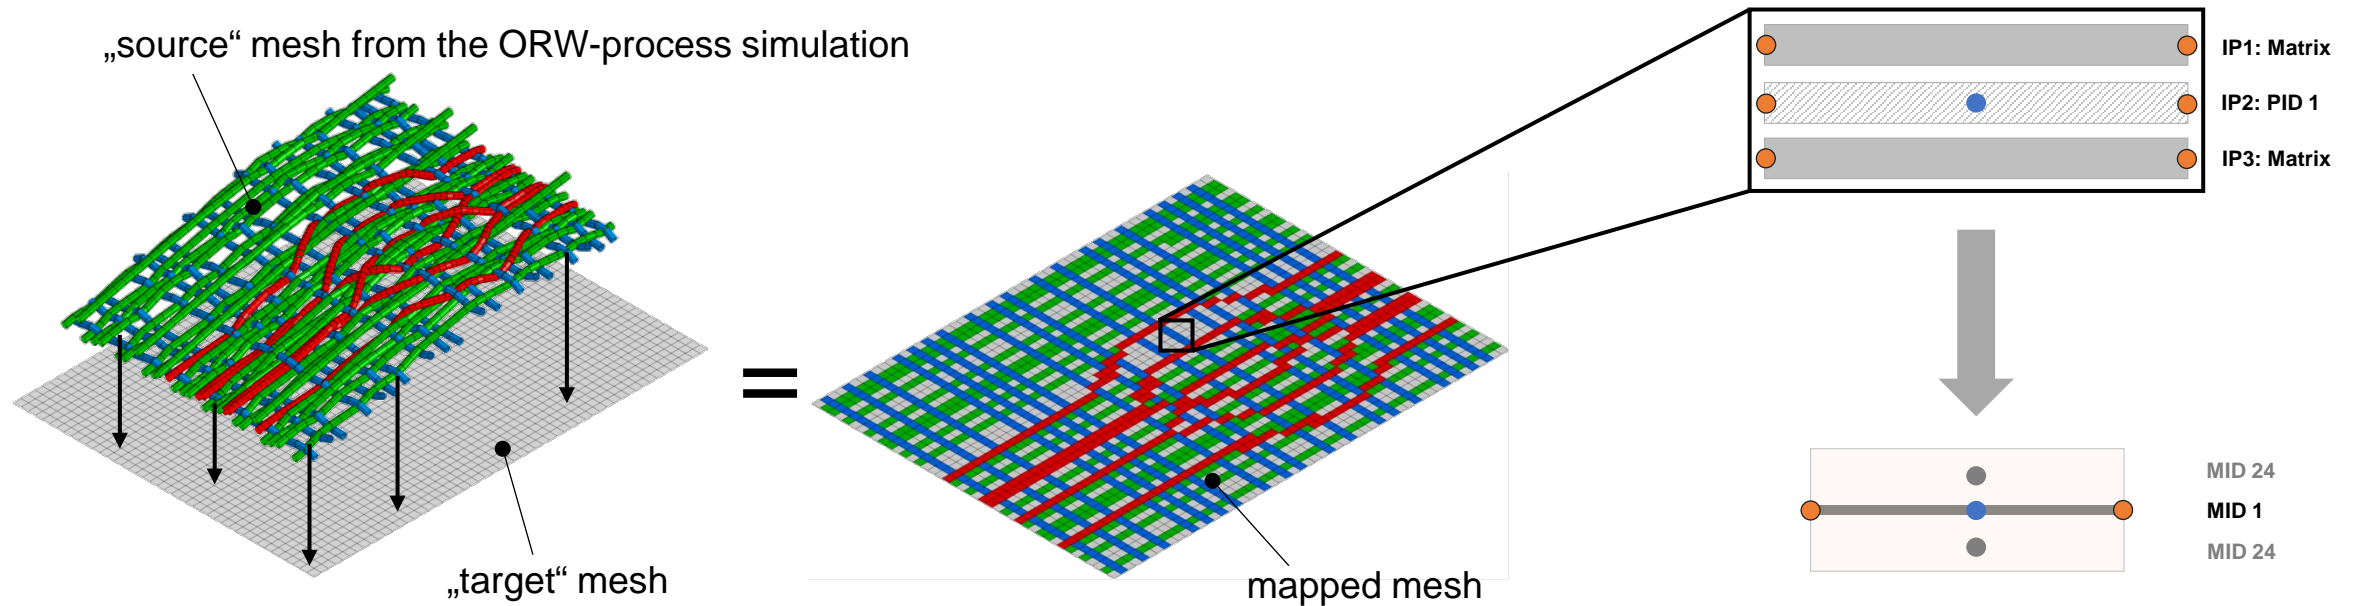 „source“ mesh from the ORW-process simulation
IP1: Matrix
IP2: PID 1
IP3: Matrix
=
MID 24
MID 1
MID 24
„target“ mesh
mapped mesh